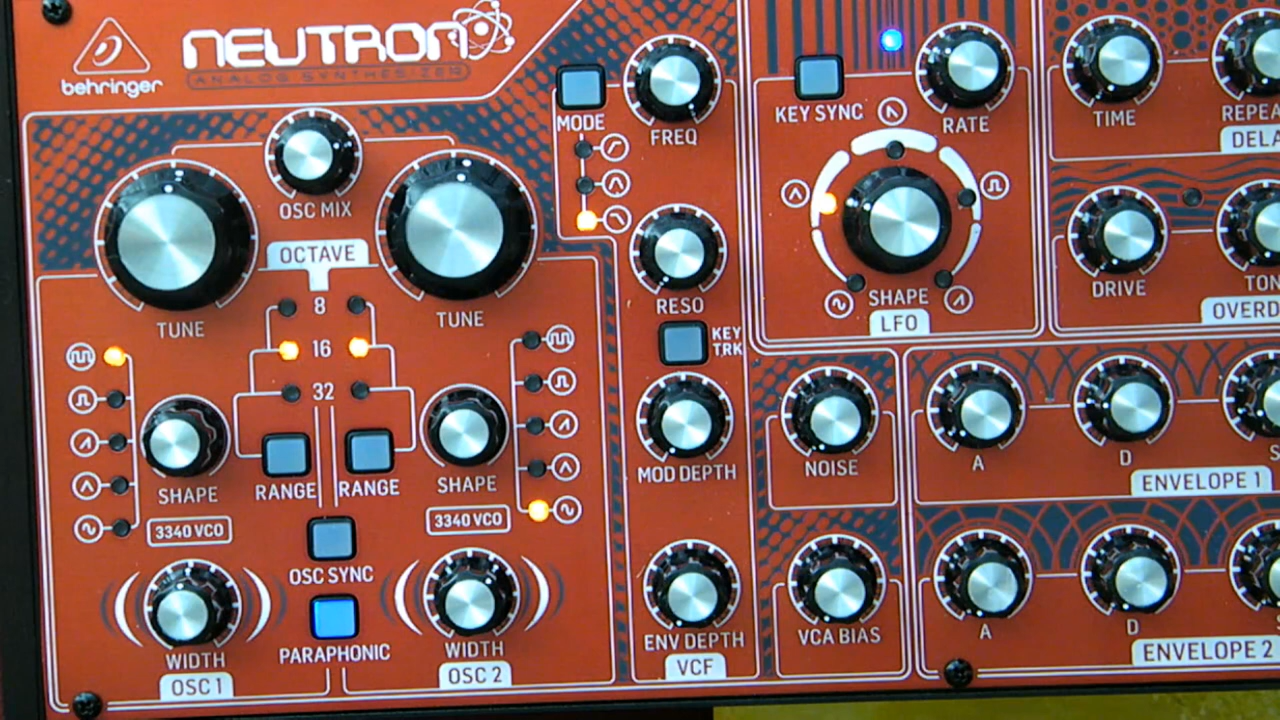 behringer
NEUTRON
ANALOG SYNTHESIZER
OSC MIX
TUNE
OCTAVE
TUNE
8
16
32
SHAPE
RANGE
RANGE
SHAPE
3340 VCO
3340 VCO
OSC SYNC
PARAPHONIC
WIDTH
OSC 1
WIDTH
OSC 2
MODE
FREQ
RESO
KEY
TRK
MOD DEPTH
ENV DEPTH
VCF
KEY SYNC
RATE
SHAPE
LFO
NOISE
VCA BIAS
TIME
DRIVE
A
D
ENVELOPE 1
A
D
ENVELOPE 2